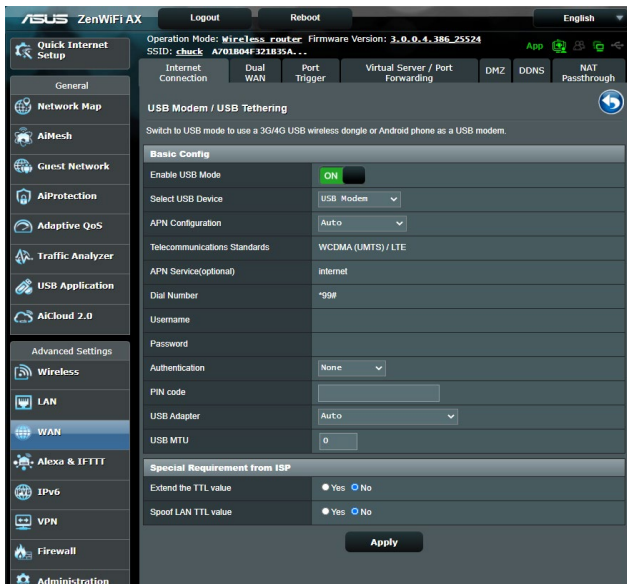 ASUS ZenWiFi AX Logout Reboot English
Quick Internet Setup
Operation Mode: Wireless router Firmware Version: 3.0.0.4.386_25524
SSID: chuck A701B04F321B35A...
App
Internet Connection
Dual WAN
Port Trigger
Virtual Server / Port Forwarding
DMZ
DDNS
NAT Passthrough
General
Network Map
AiMesh
Guest Network
AiProtection
Adaptive QoS
Traffic Analyzer
USB Application
AiCloud 2.0
Advanced Settings
Wireless
LAN
WAN
Alexa & IFTTT
IPv6
VPN
Firewall
Administration
USB Modem / USB Tethering
Switch to USB mode to use a 3G/4G USB wireless dongle or Android phone as a USB modem.
Basic Config
Enable USB Mode ON
Select USB Device USB Modem
APN Configuration Auto
Telecommunications Standards WCDMA (UMTS) / LTE
APN Service(optional) internet
Dial Number *99#
Username
Password
Authentication None
PIN code
USB Adapter Auto
USB MTU 0
Special Requirement from ISP
Extend the TTL value Yes No
Spoof LAN TTL value Yes No
Apply